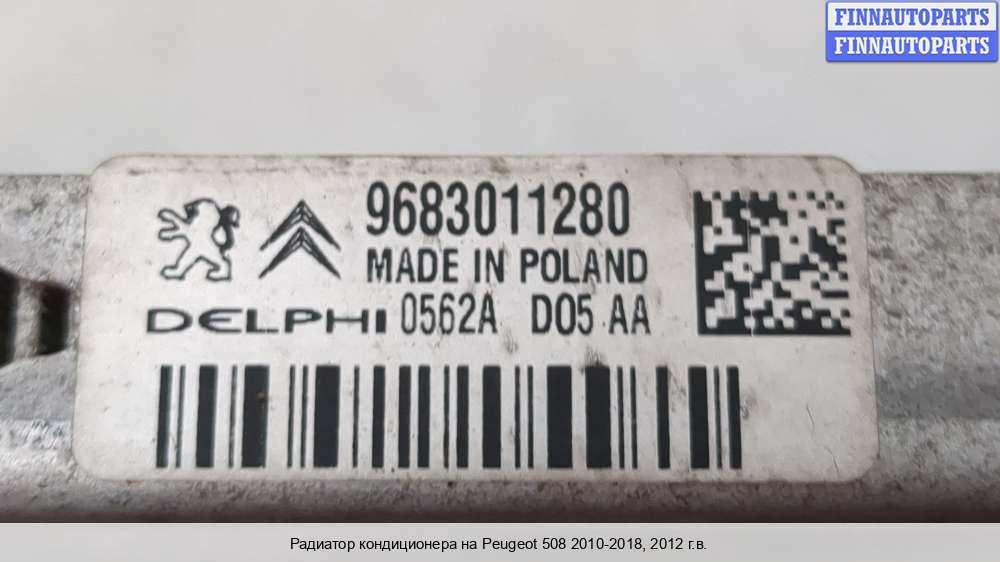 FINNAUTOPARTS
FINNAUTOPARTS
9683011280
MADE IN POLAND
DELPHI 0562A D05 AA
Радиатор кондиционера на Peugeot 508 2010-2018, 2012 г.в.